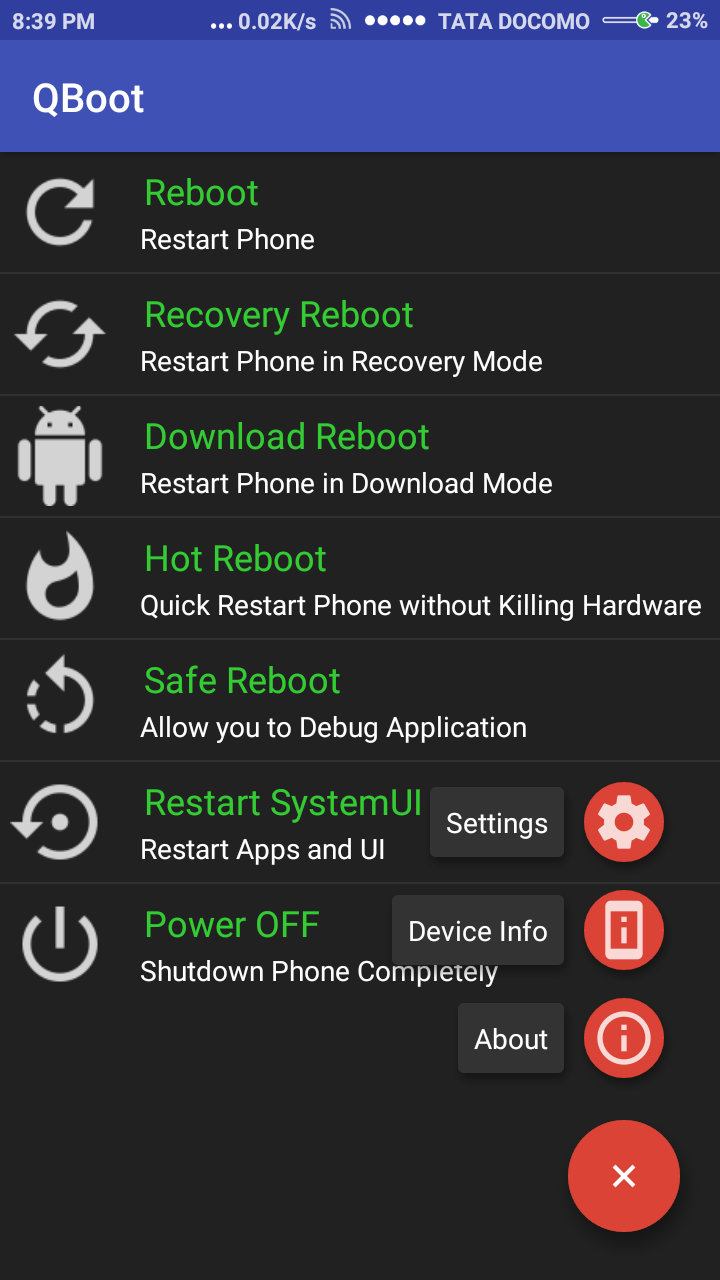 8:39 PM ... 0.02K/s TATA DOCOMO 23%
QBoot
Reboot
Restart Phone
Recovery Reboot
Restart Phone in Recovery Mode
Download Reboot
Restart Phone in Download Mode
Hot Reboot
Quick Restart Phone without Killing Hardware
Safe Reboot
Allow you to Debug Application
Restart SystemUI
Settings
Restart Apps and UI
Power OFF
Device Info
Shutdown Phone Completely
About